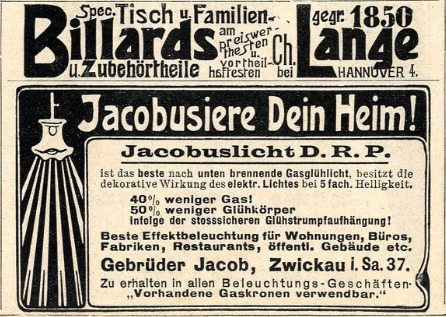 Spec. Tisch u Familien- gegr. 1850
Billards am preiswer- thesten u vortheil- haftesten bei Ch. Lange
u. Zubehörtheile HANNOVER 4.
Jacobusiere Dein Heim!
Jacobuslicht D. R. P.
ist das beste nach unten brennende Gasglühlicht, besitzt die
dekorative Wirkung des elektr. Lichtes bei 5 fach. Helligkeit.
40% weniger Gas!
50% weniger Glühkörper
Infolge der stosssicheren Glühstrumpfaufhängung!
Beste Effektbeleuchtung für Wohnungen, Büros,
Fabriken, Restaurants, öffentl. Gebäude etc.
Gebrüder Jacob, Zwickau i. Sa. 37.
Zu erhalten in allen Beleuchtungs-Geschäften
„Vorhandene Gaskronen verwendbar."